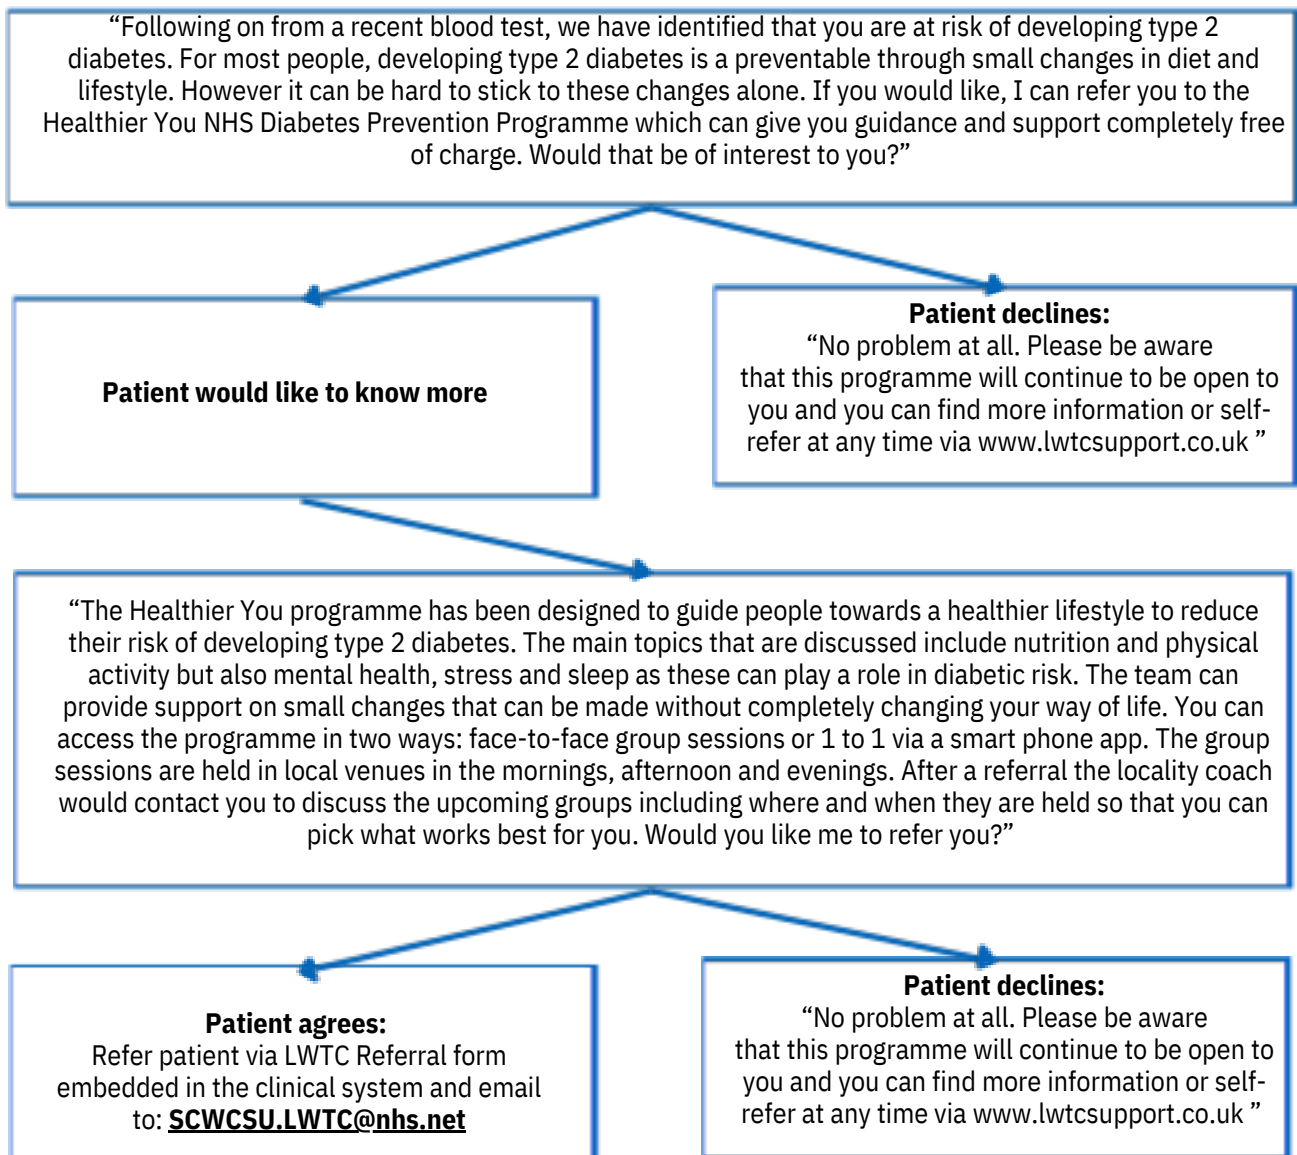 “Following on from a recent blood test, we have identified that you are at risk of developing type 2
diabetes. For most people, developing type 2 diabetes is a preventable through small changes in diet and
lifestyle. However it can be hard to stick to these changes alone. If you would like, I can refer you to the
Healthier You NHS Diabetes Prevention Programme which can give you guidance and support completely free
of charge. Would that be of interest to you?”
Patient would like to know more
Patient declines:
“No problem at all. Please be aware
that this programme will continue to be open to
you and you can find more information or self-
refer at any time via www.lwtcsupport.co.uk ”
“The Healthier You programme has been designed to guide people towards a healthier lifestyle to reduce
their risk of developing type 2 diabetes. The main topics that are discussed include nutrition and physical
activity but also mental health, stress and sleep as these can play a role in diabetic risk. The team can
provide support on small changes that can be made without completely changing your way of life. You can
access the programme in two ways: face-to-face group sessions or 1 to 1 via a smart phone app. The group
sessions are held in local venues in the mornings, afternoon and evenings. After a referral the locality coach
would contact you to discuss the upcoming groups including where and when they are held so that you can
pick what works best for you. Would you like me to refer you?”
Patient agrees:
Refer patient via LWTC Referral form
embedded in the clinical system and email
to: SCWCSU.LWTC@nhs.net
Patient declines:
“No problem at all. Please be aware
that this programme will continue to be open to
you and you can find more information or self-
refer at any time via www.lwtcsupport.co.uk ”